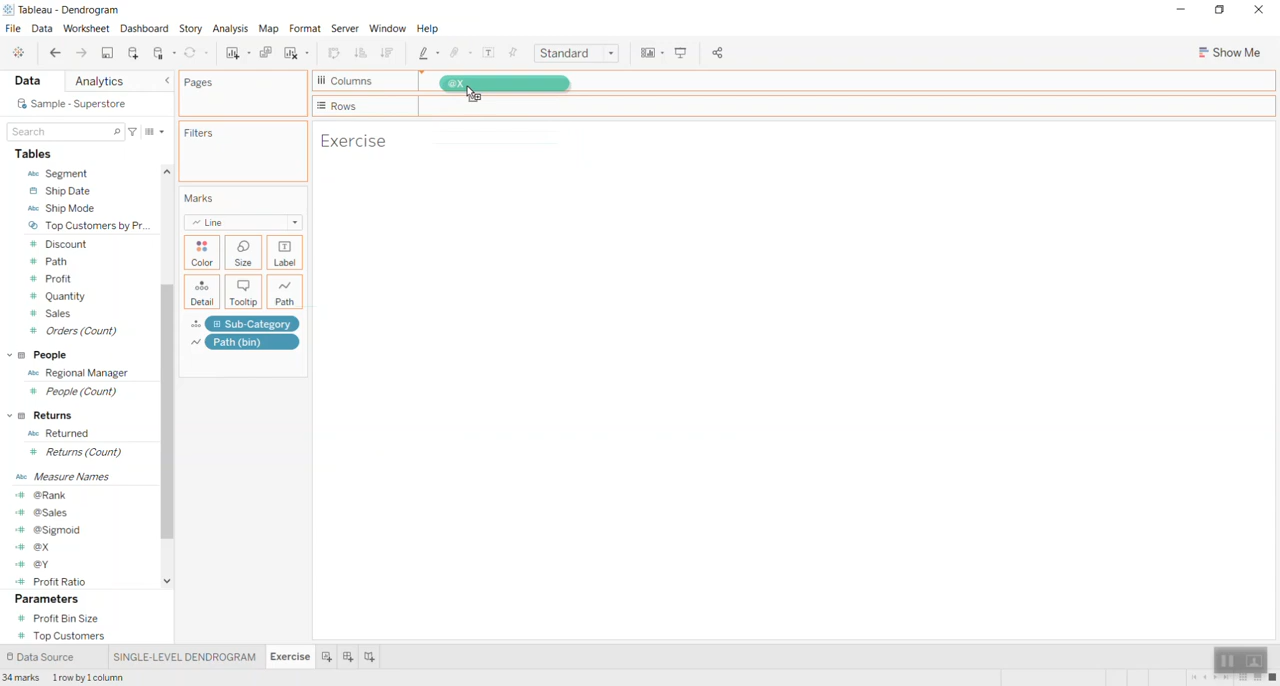 Tableau - Dendrogram
File Data Worksheet Dashboard Story Analysis Map Format Server Window Help
Standard
Show Me
Data
Analytics
Sample - Superstore
Search
Tables
Segment
Ship Date
Ship Mode
Top Customers by Pr...
Discount
Path
Profit
Quantity
Sales
Orders (Count)
People
Regional Manager
People (Count)
Returns
Returned
Returns (Count)
Measure Names
@Rank
@Sales
@Sigmoid
@X
@Y
Profit Ratio
Parameters
Profit Bin Size
Top Customers
Pages
Filters
Marks
Line
Color Size Label
Detail Tooltip Path
Sub-Category
Path (bin)
Columns
@X
Rows
Exercise
Data Source
SINGLE-LEVEL DENDROGRAM
Exercise
34 marks 1 row by 1 column